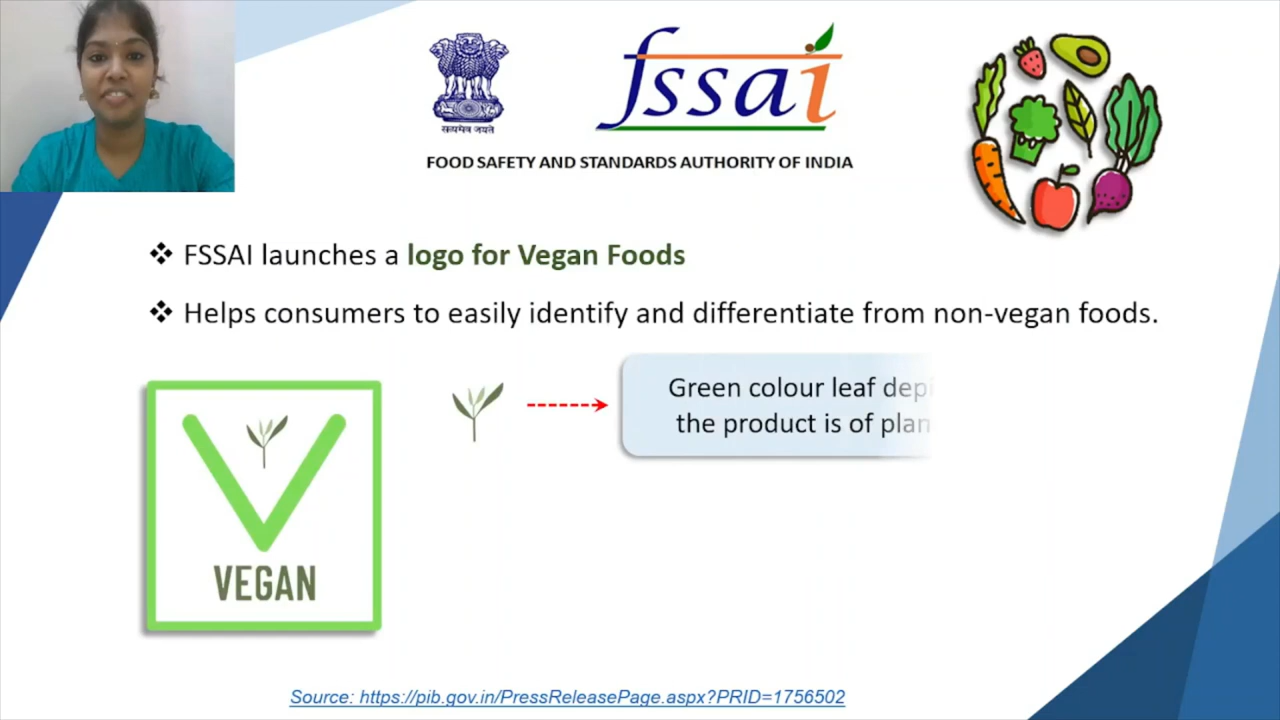 सत्यमेव जयते
fssai
FOOD SAFETY AND STANDARDS AUTHORITY OF INDIA
❖ FSSAI launches a logo for Vegan Foods
❖ Helps consumers to easily identify and differentiate from non-vegan foods.
Green colour leaf
the product is of
VEGAN
Source: https://pib.gov.in/PressReleasePage.aspx?PRID=1756502